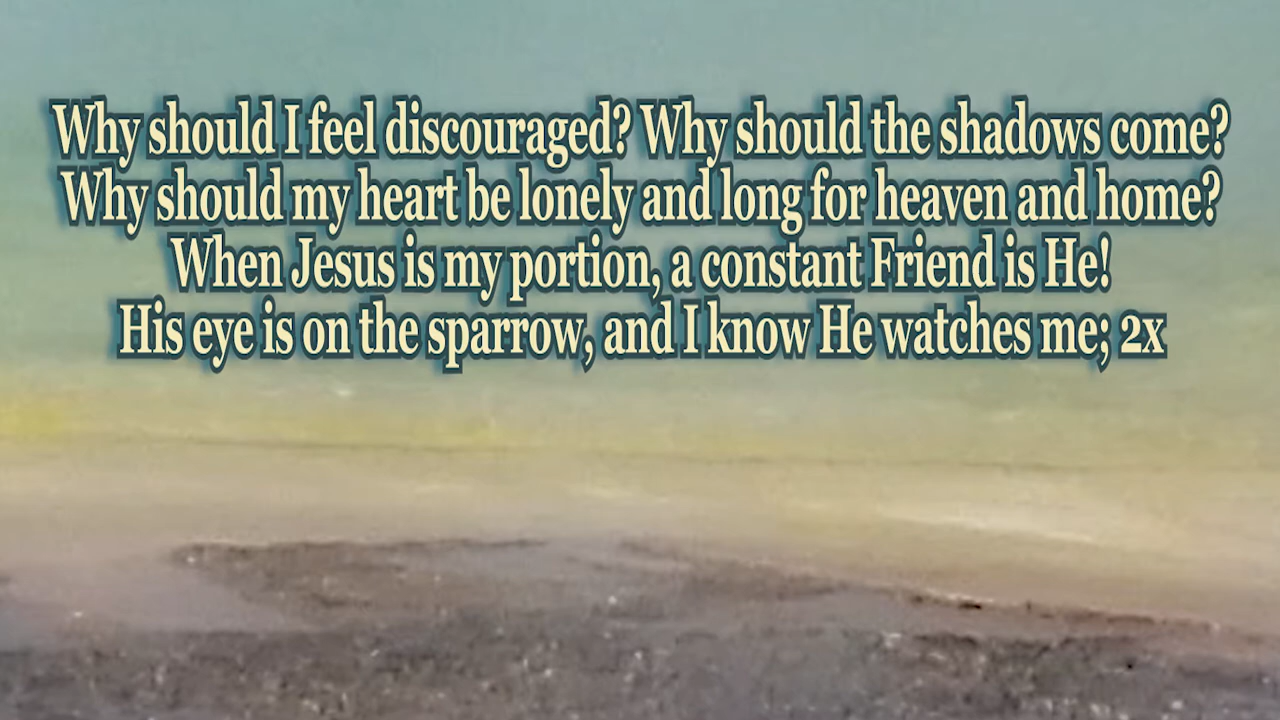 Why should I feel discouraged? Why should the shadows come?
Why should my heart be lonely and long for heaven and home?
When Jesus is my portion, a constant Friend is He!
His eye is on the sparrow, and I know He watches me; 2x